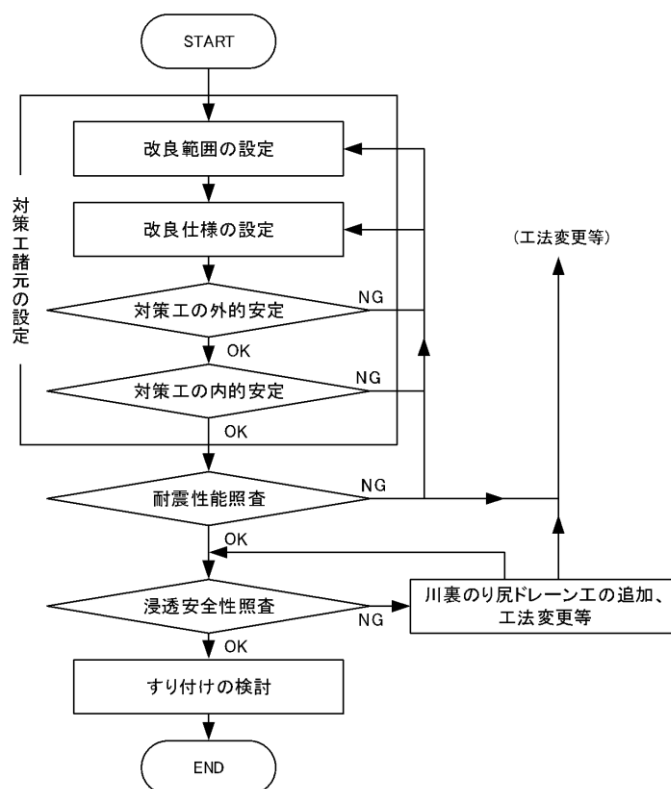 START
改良範囲の設定
対策工諸元の設定
改良仕様の設定
(工法変更等)
対策工の外的安定
NG
OK
対策工の内的安定
NG
OK
耐震性能照査
NG
OK
浸透安全性照査
NG
川裏のり尻ドレーン工の追加、
工法変更等
OK
すり付けの検討
END